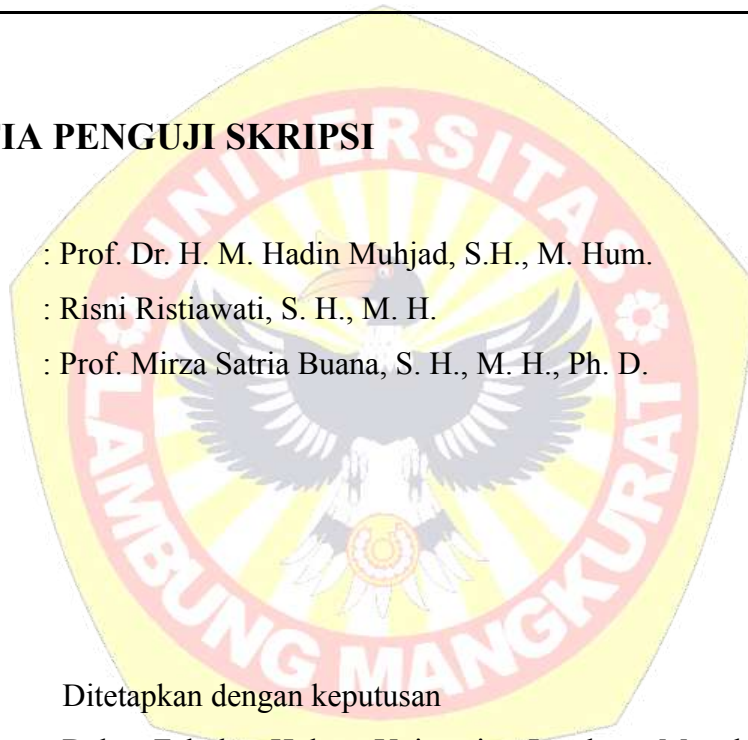 IA PENGUJI SKRIPSI
: Prof. Dr. H. M. Hadin Muhjad, S.H., M. Hum.
: Risni Ristiawati, S. H., M. H.
: Prof. Mirza Satria Buana, S. H., M. H., Ph. D.
UNIVERSITAS
LAMBUNG MANGKURAT
Ditetapkan dengan keputusan